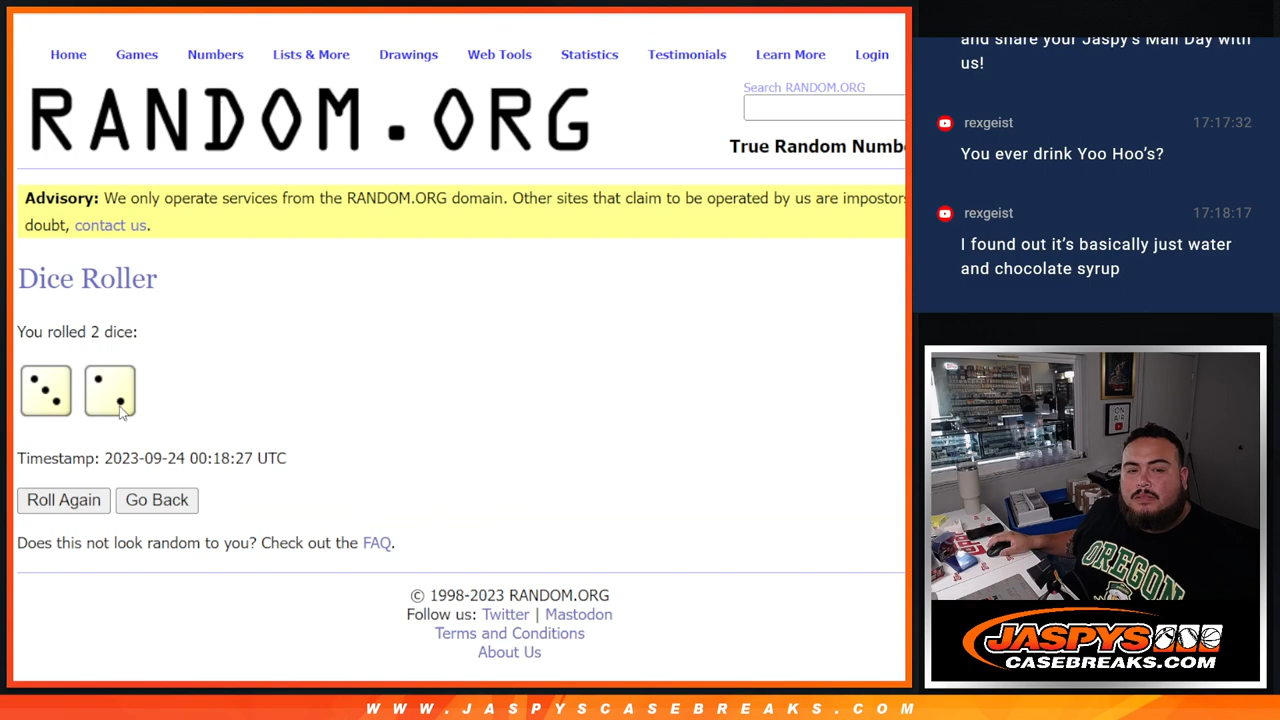 Home Games Numbers Lists & More Drawings Web Tools Statistics Testimonials Learn More Login
RANDOM.ORG
Search RANDOM.ORG
True Random Numb
Advisory: We only operate services from the RANDOM.ORG domain. Other sites that claim to be operated by us are impostors
doubt, contact us.
Dice Roller
You rolled 2 dice:
Timestamp: 2023-09-24 00:18:27 UTC
Roll Again Go Back
Does this not look random to you? Check out the FAQ.
© 1998-2023 RANDOM.ORG
Follow us: Twitter | Mastodon
Terms and Conditions
About Us
and share your Jaspy's Mail Day with
us!
rexgeist 17:17:32
You ever drink Yoo Hoo's?
rexgeist 17:18:17
I found out it's basically just water
and chocolate syrup
ON
AIR
OREGON
JASPYS
CASEBREAKS.COM
WWW.JASPYSCASEBREAKS.COM